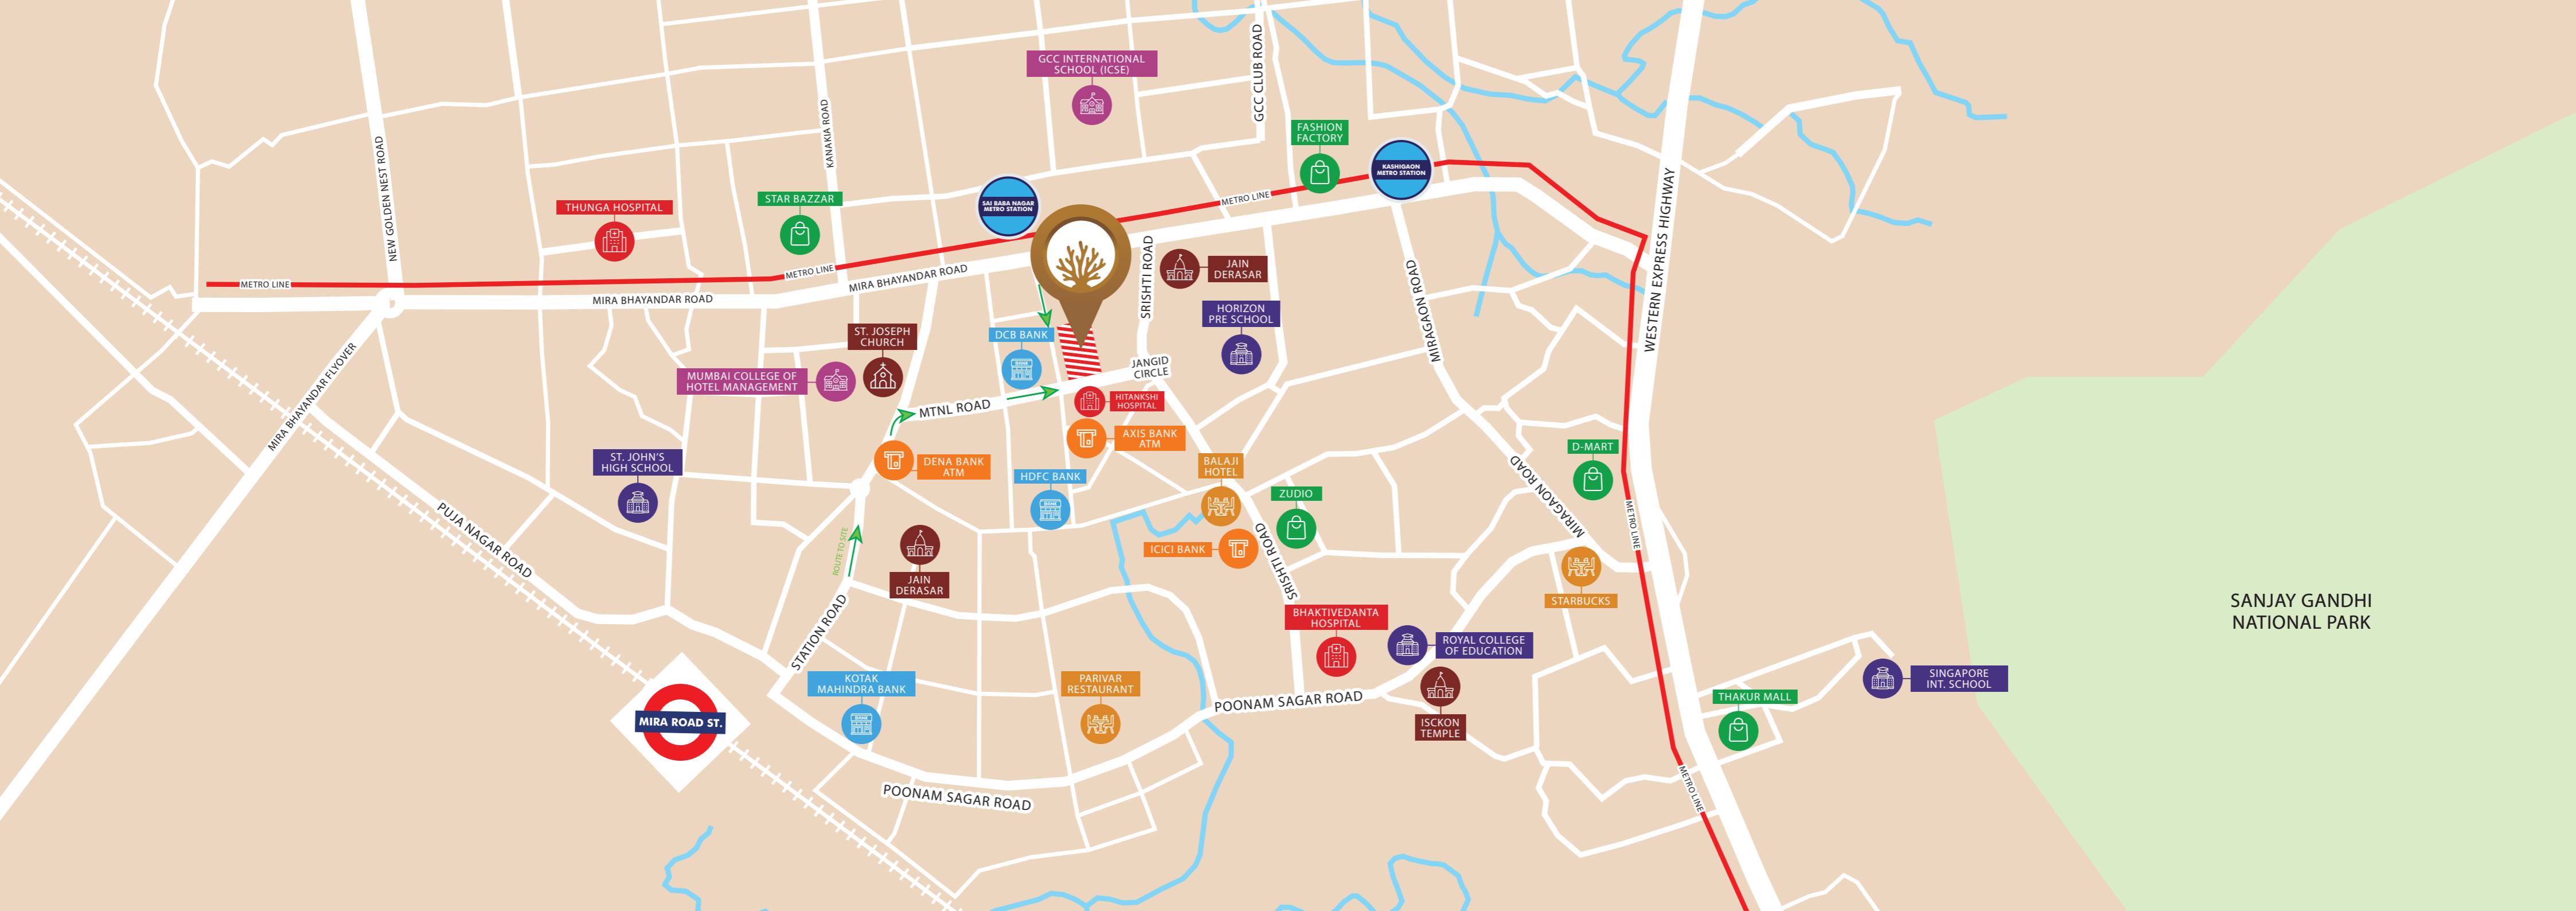 GCC INTERNATIONAL
SCHOOL (ICSE)
GCC CLUB ROAD
KANAKIA ROAD
FASHION
FACTORY
NEW GOLDEN NEST ROAD
KASHIGAON
METRO STATION
WESTERN EXPRESS HIGHWAY
THUNGA HOSPITAL
STAR BAZZAR
SAI BABA NAGAR
METRO STATION
METRO LINE
METRO LINE
METRO LINE
MIRA BHAYANDAR ROAD
MIRA BHAYANDAR ROAD
SRISHTI ROAD
JAIN
DERASAR
HORIZON
PRE SCHOOL
MIRAGAON ROAD
ST. JOSEPH
CHURCH
DCB BANK
JANGID
CIRCLE
MUMBAI COLLEGE OF
HOTEL MANAGEMENT
MIRA BHAYANDAR FLYOVER
MTNL ROAD
HITANKSHI
HOSPITAL
AXIS BANK
ATM
DENA BANK
ATM
ST. JOHN'S
HIGH SCHOOL
HDFC BANK
BALAJI
HOTEL
ZUDIO
D-MART
MIRAGAON ROAD
METRO LINE
PUJA NAGAR ROAD
ROUTE TO SITE
ICICI BANK
SRISHTI ROAD
JAIN
DERASAR
STARBUCKS
SANJAY GANDHI
NATIONAL PARK
STATION ROAD
BHAKTIVEDANTA
HOSPITAL
ROYAL COLLEGE
OF EDUCATION
KOTAK
MAHINDRA BANK
PARIVAR
RESTAURANT
SINGAPORE
INT. SCHOOL
POONAM SAGAR ROAD
THAKUR MALL
ISCKON
TEMPLE
MIRA ROAD ST.
METRO LINE
POONAM SAGAR ROAD